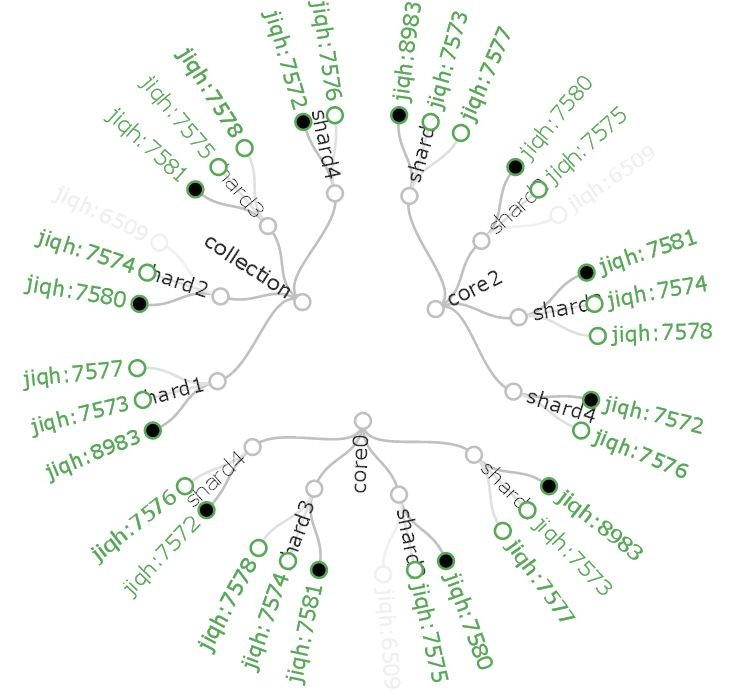 collection
shard4
jiqh:7572
jiqh:7576
hard3
jiqh:7578
jiqh:7575
jiqh:7581
hard2
jiqh:6509
jiqh:7574
jiqh:7580
hard1
jiqh:7577
jiqh:7573
jiqh:8983
core2
shard
jiqh:8983
jiqh:7573
jiqh:7577
shard
jiqh:7580
jiqh:7575
jiqh:6509
shard
jiqh:7581
jiqh:7574
jiqh:7578
shard4
jiqh:7572
jiqh:7576
core0
shard4
jiqh:7576
jiqh:7572
hard3
jiqh:7578
jiqh:7574
jiqh:7581
shard
jiqh:6509
jiqh:7575
jiqh:7580
shard
jiqh:8983
jiqh:7573
jiqh:7577